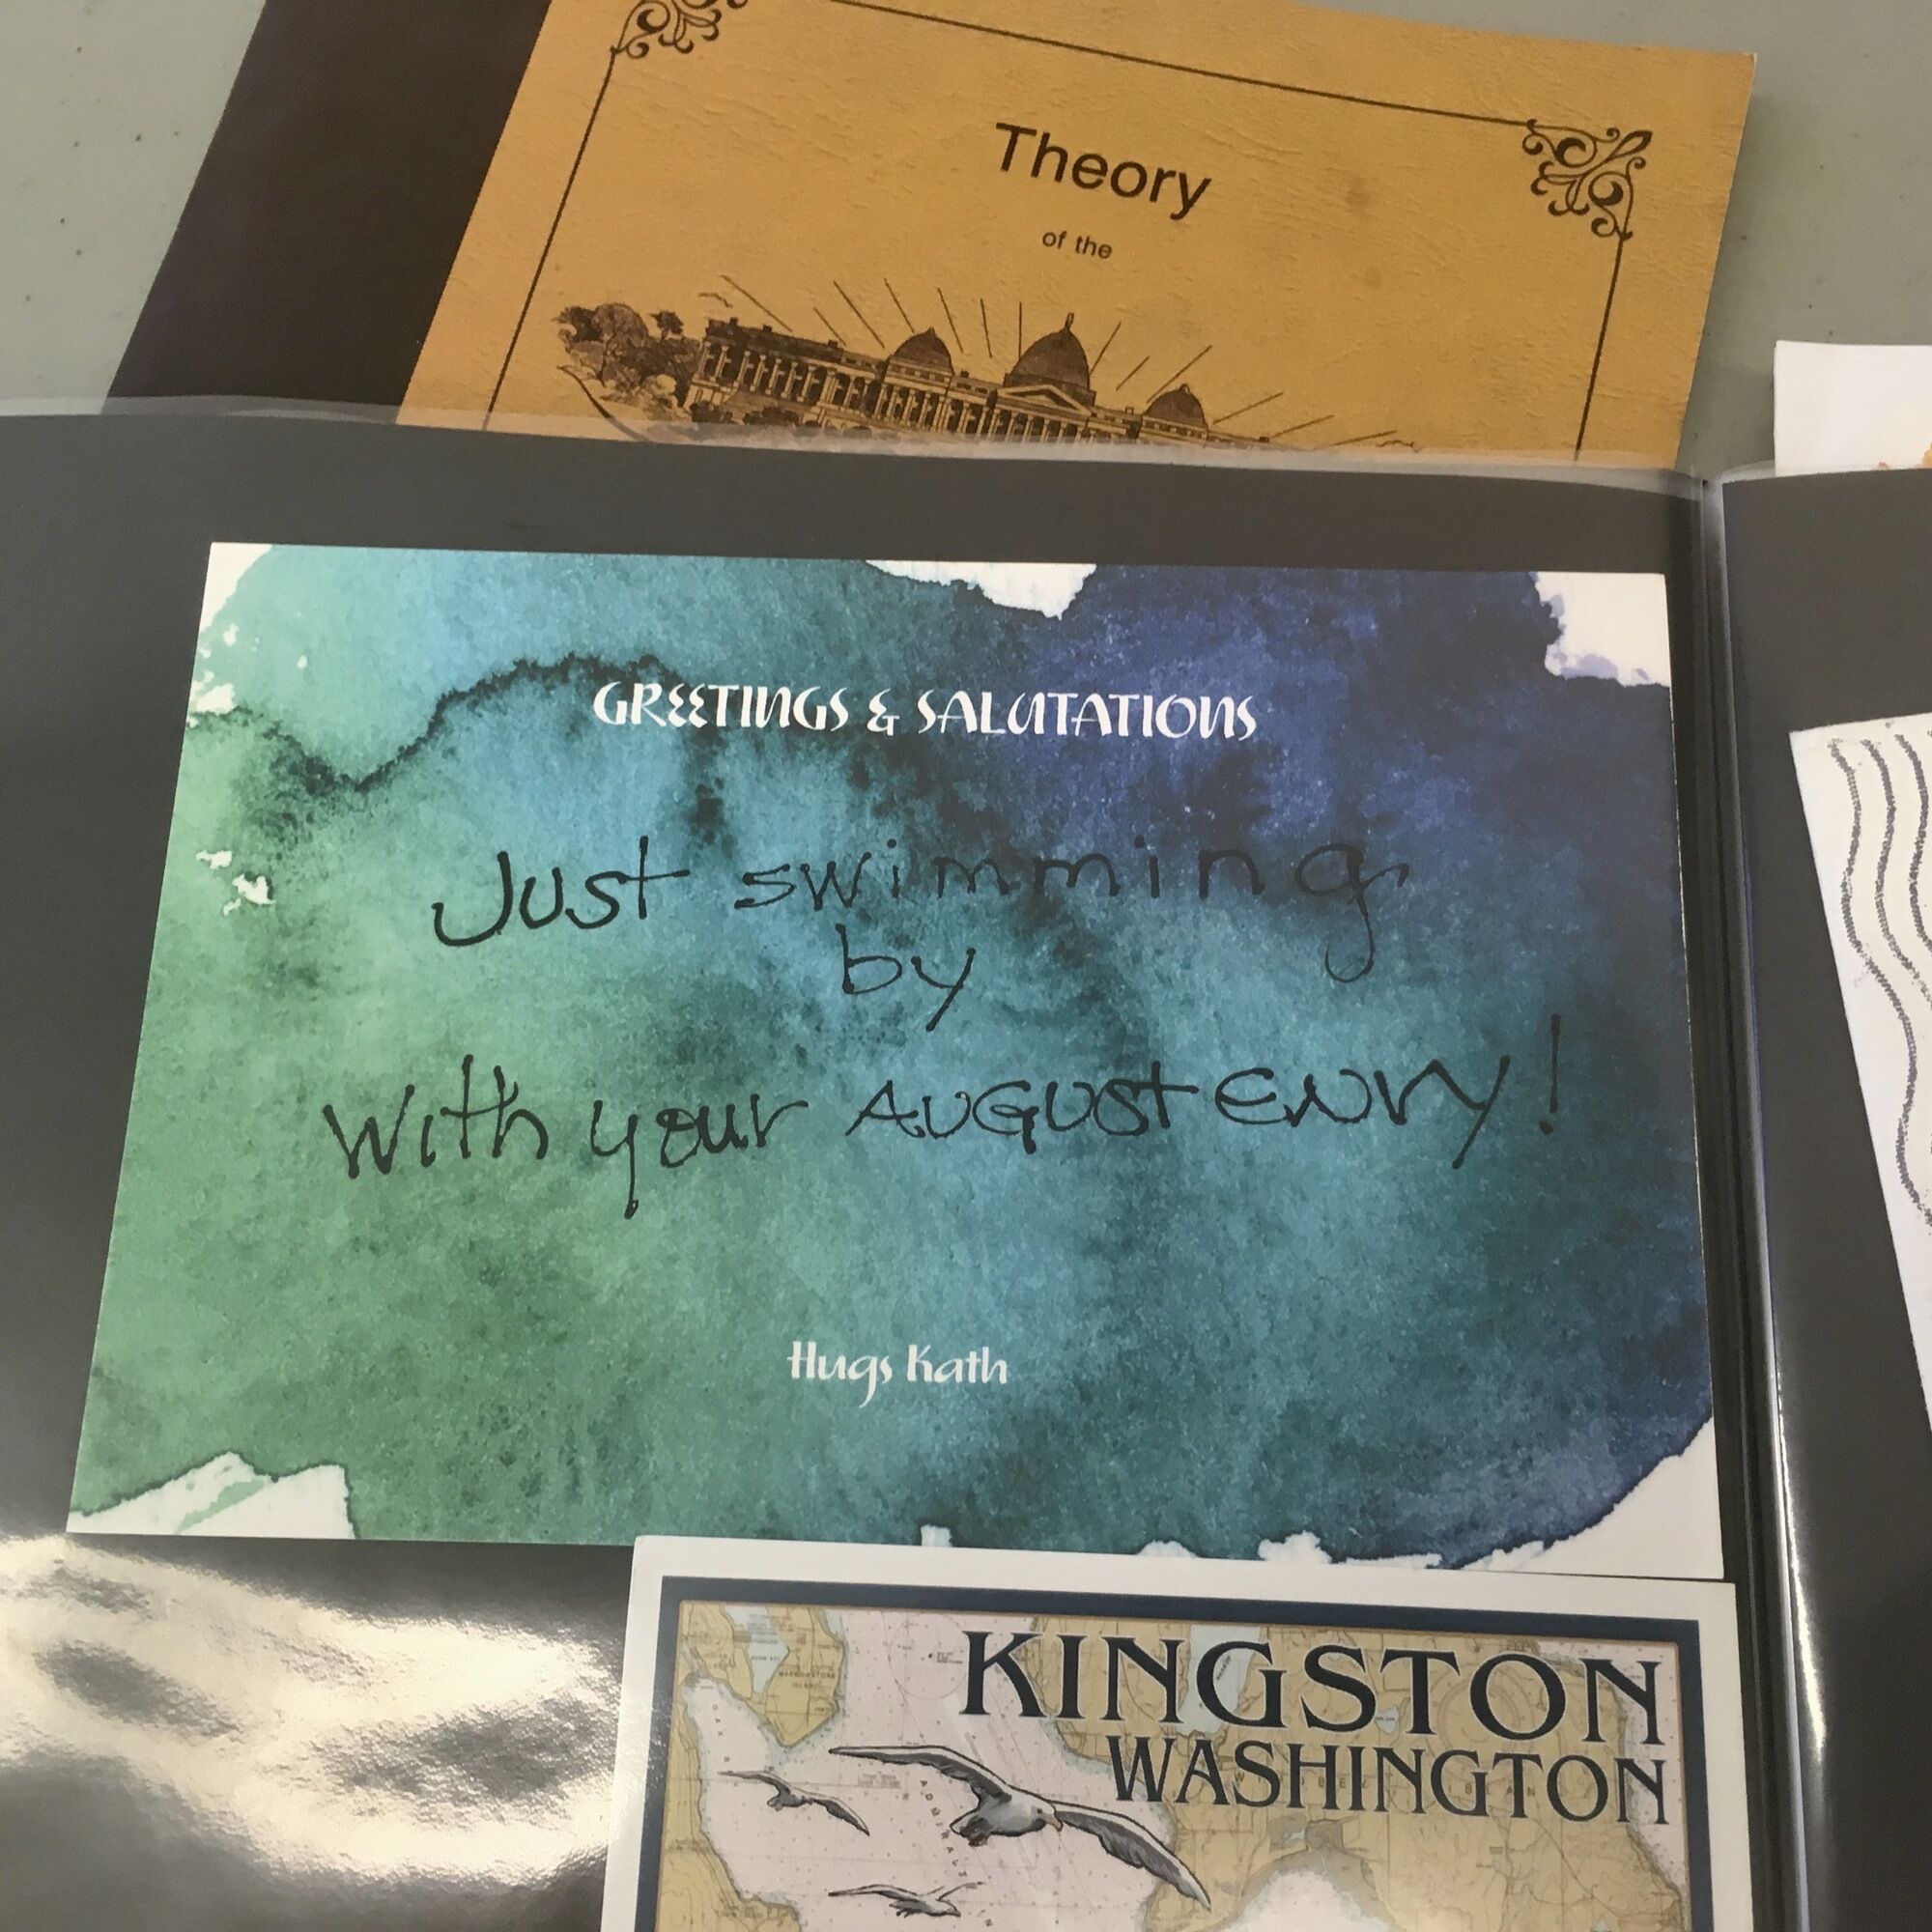 Theory
of the
GREETINGS & SALUTATIONS
Just swimming
by
with your AUGUST ENVY!
Hugs Kath
KINGSTON
WASHINGTON